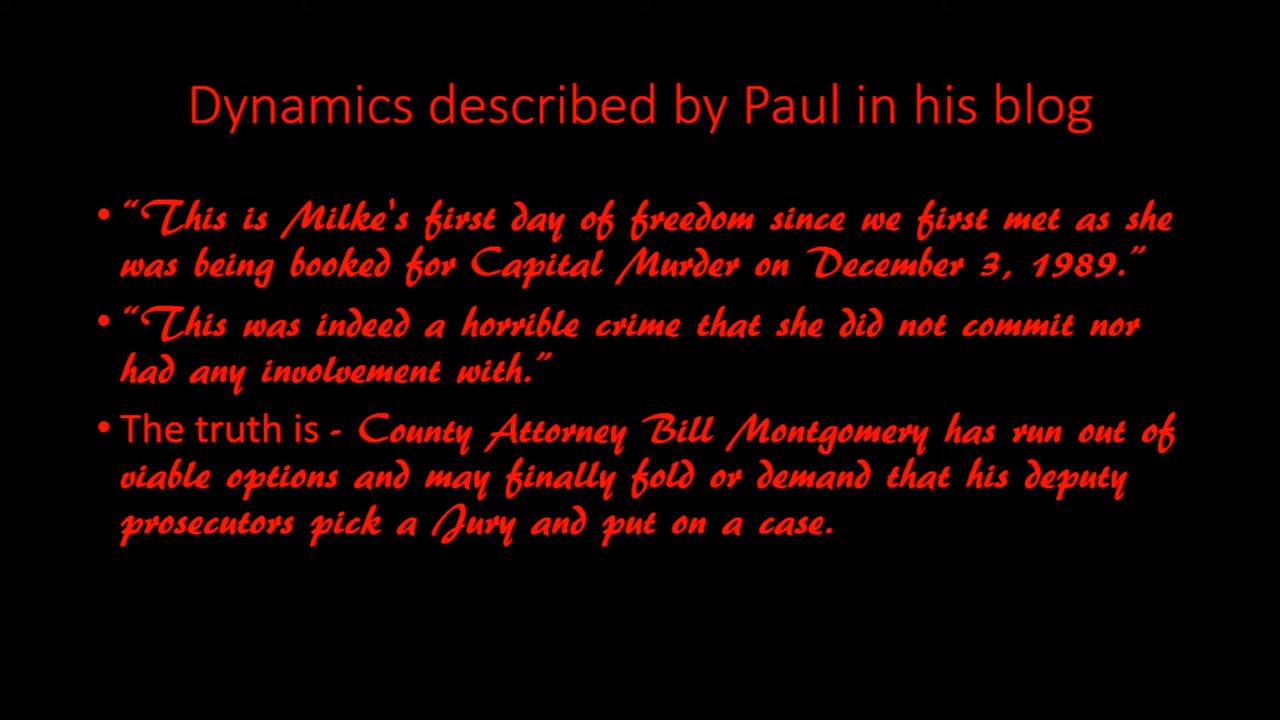 Dynamics described by Paul in his blog
• “This is Milke's first day of freedom since we first met as she
was being booked for Capital Murder on December 3, 1989.”
• “This was indeed a horrible crime that she did not commit nor
had any involvement with.”
• The truth is - County Attorney Bill Montgomery has run out of
viable options and may finally fold or demand that his deputy
prosecutors pick a Jury and put on a case.